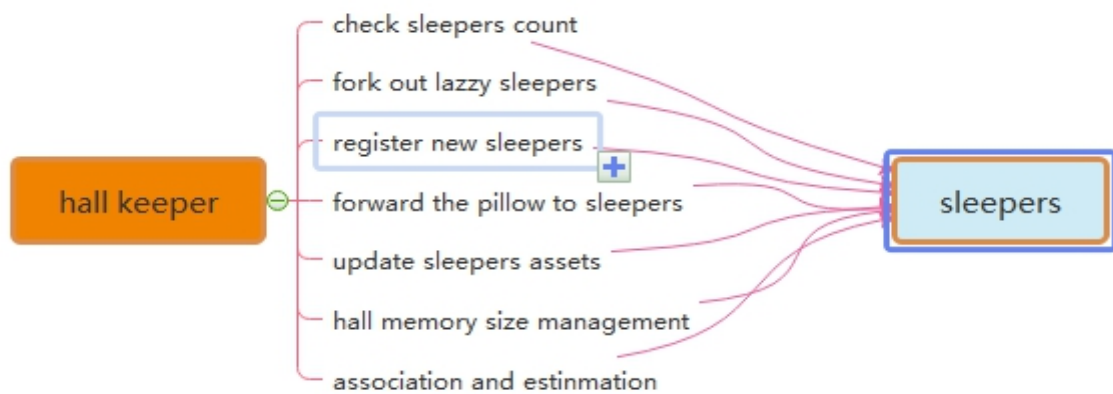 check sleepers count
fork out lazzy sleepers
register new sleepers
hall keeper
forward the pillow to sleepers
sleepers
update sleepers assets
hall memory size management
association and estinmation